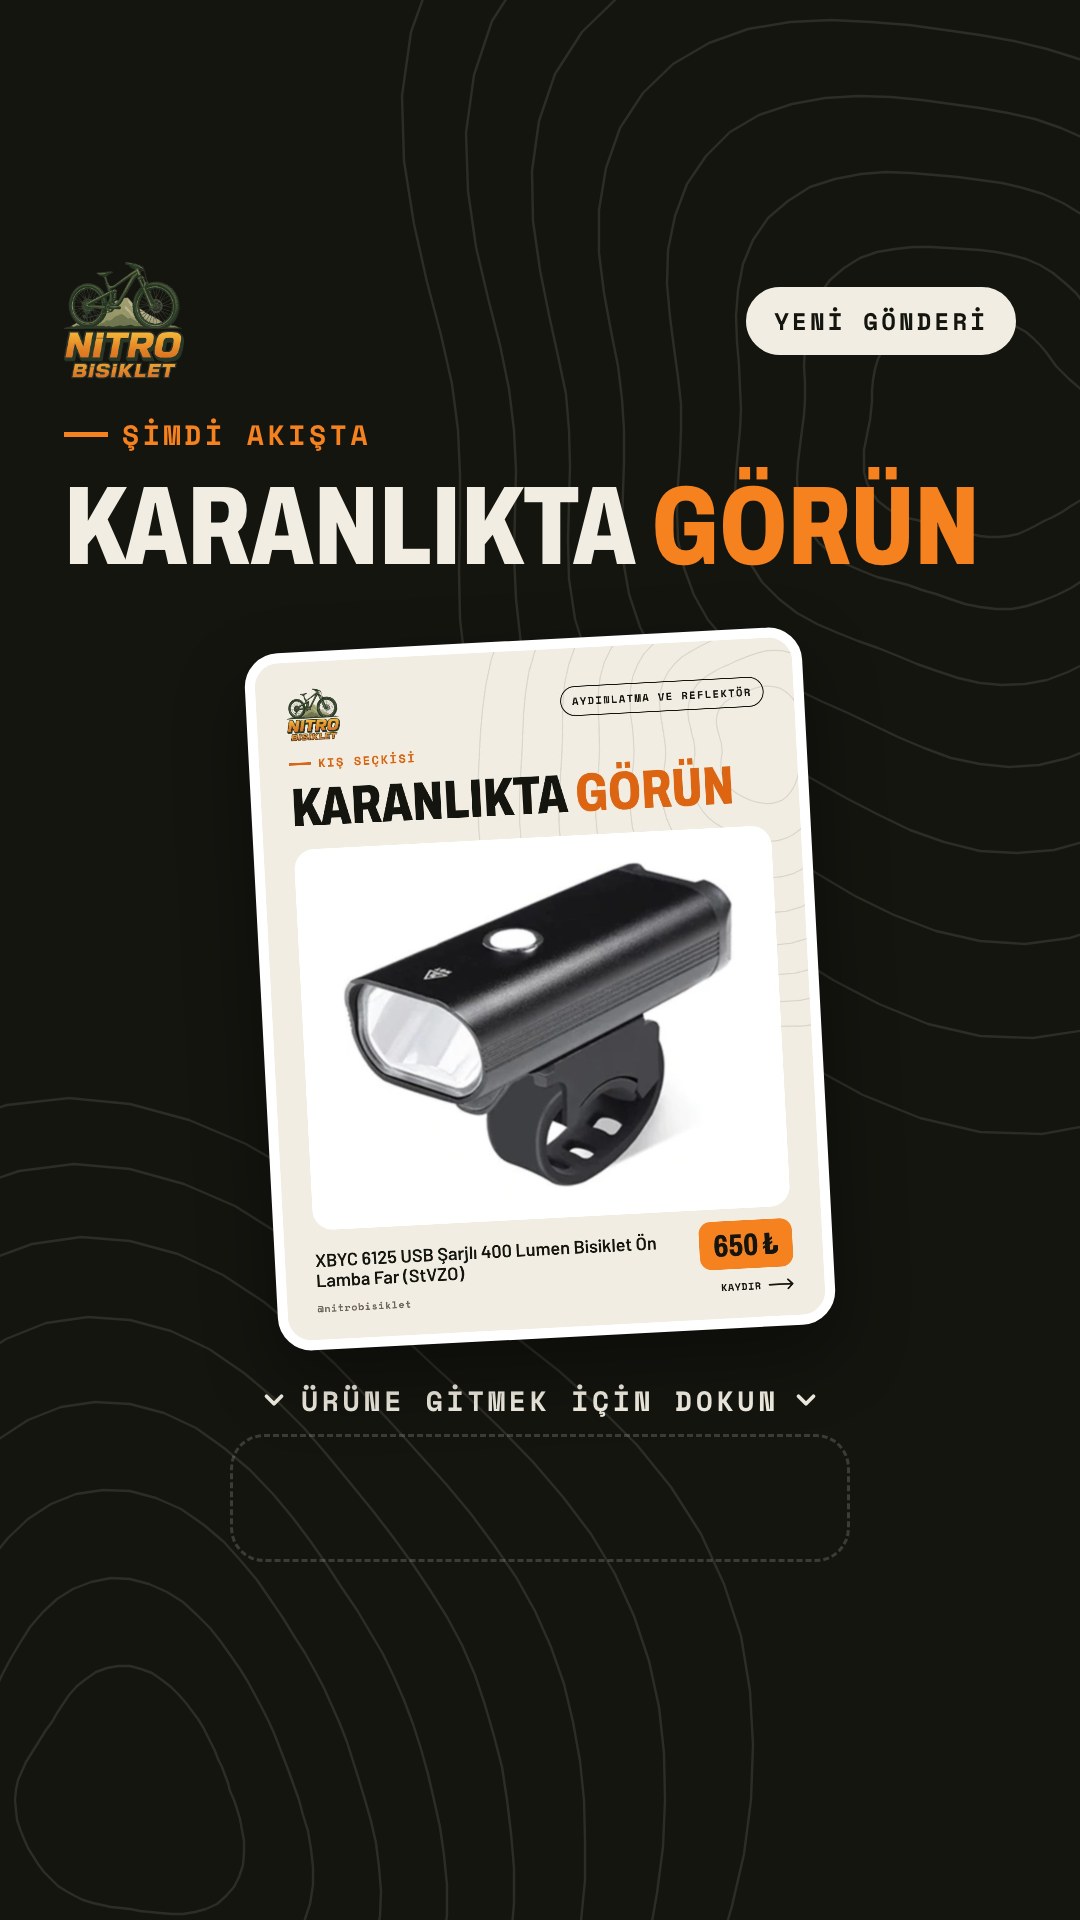 NiTRO
BiSiKLET
YENİ GÖNDERİ
ŞİMDİ AKIŞTA
KARANLIKTA GÖRÜN
NiTRO
BiSiKLET
AYDINLATMA VE REFLEKTÖR
KIŞ SEÇKİSİ
KARANLIKTA GÖRÜN
XBYC 6125 USB Şarjlı 400 Lumen Bisiklet Ön
Lamba Far (StVZO)
650 ₺
@nitrobisiklet
KAYDIR
ÜRÜNE GİTMEK İÇİN DOKUN